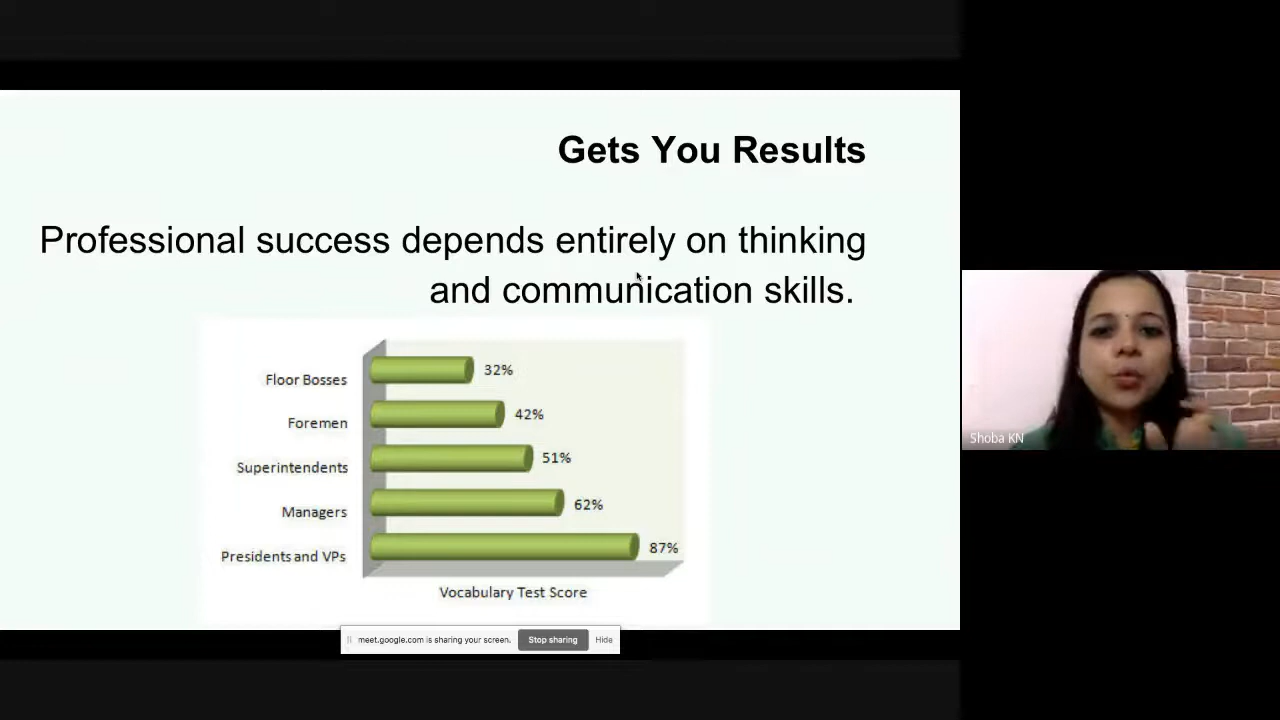 Gets You Results
Professional success depends entirely on thinking
and communication skills.
Floor Bosses 32%
Foremen 42%
Superintendents 51%
Managers 62%
Presidents and VPs 87%
Vocabulary Test Score
Shoba KN
meet.google.com is sharing your screen. Stop sharing Hide